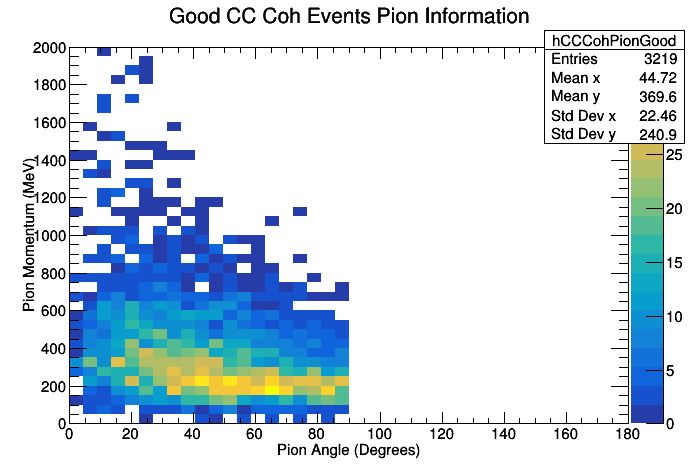 Good CC Coh Events Pion Information
hCCCohPionGood
Entries 3219
Mean x 44.72
Mean y 369.6
Std Dev x 22.46
Std Dev y 240.9
Pion Momentum (MeV)
2000
1800
1600
1400
1200
1000
800
600
400
200
0
25
20
15
10
5
0
0 20 40 60 80 100 120 140 160 180
Pion Angle (Degrees)